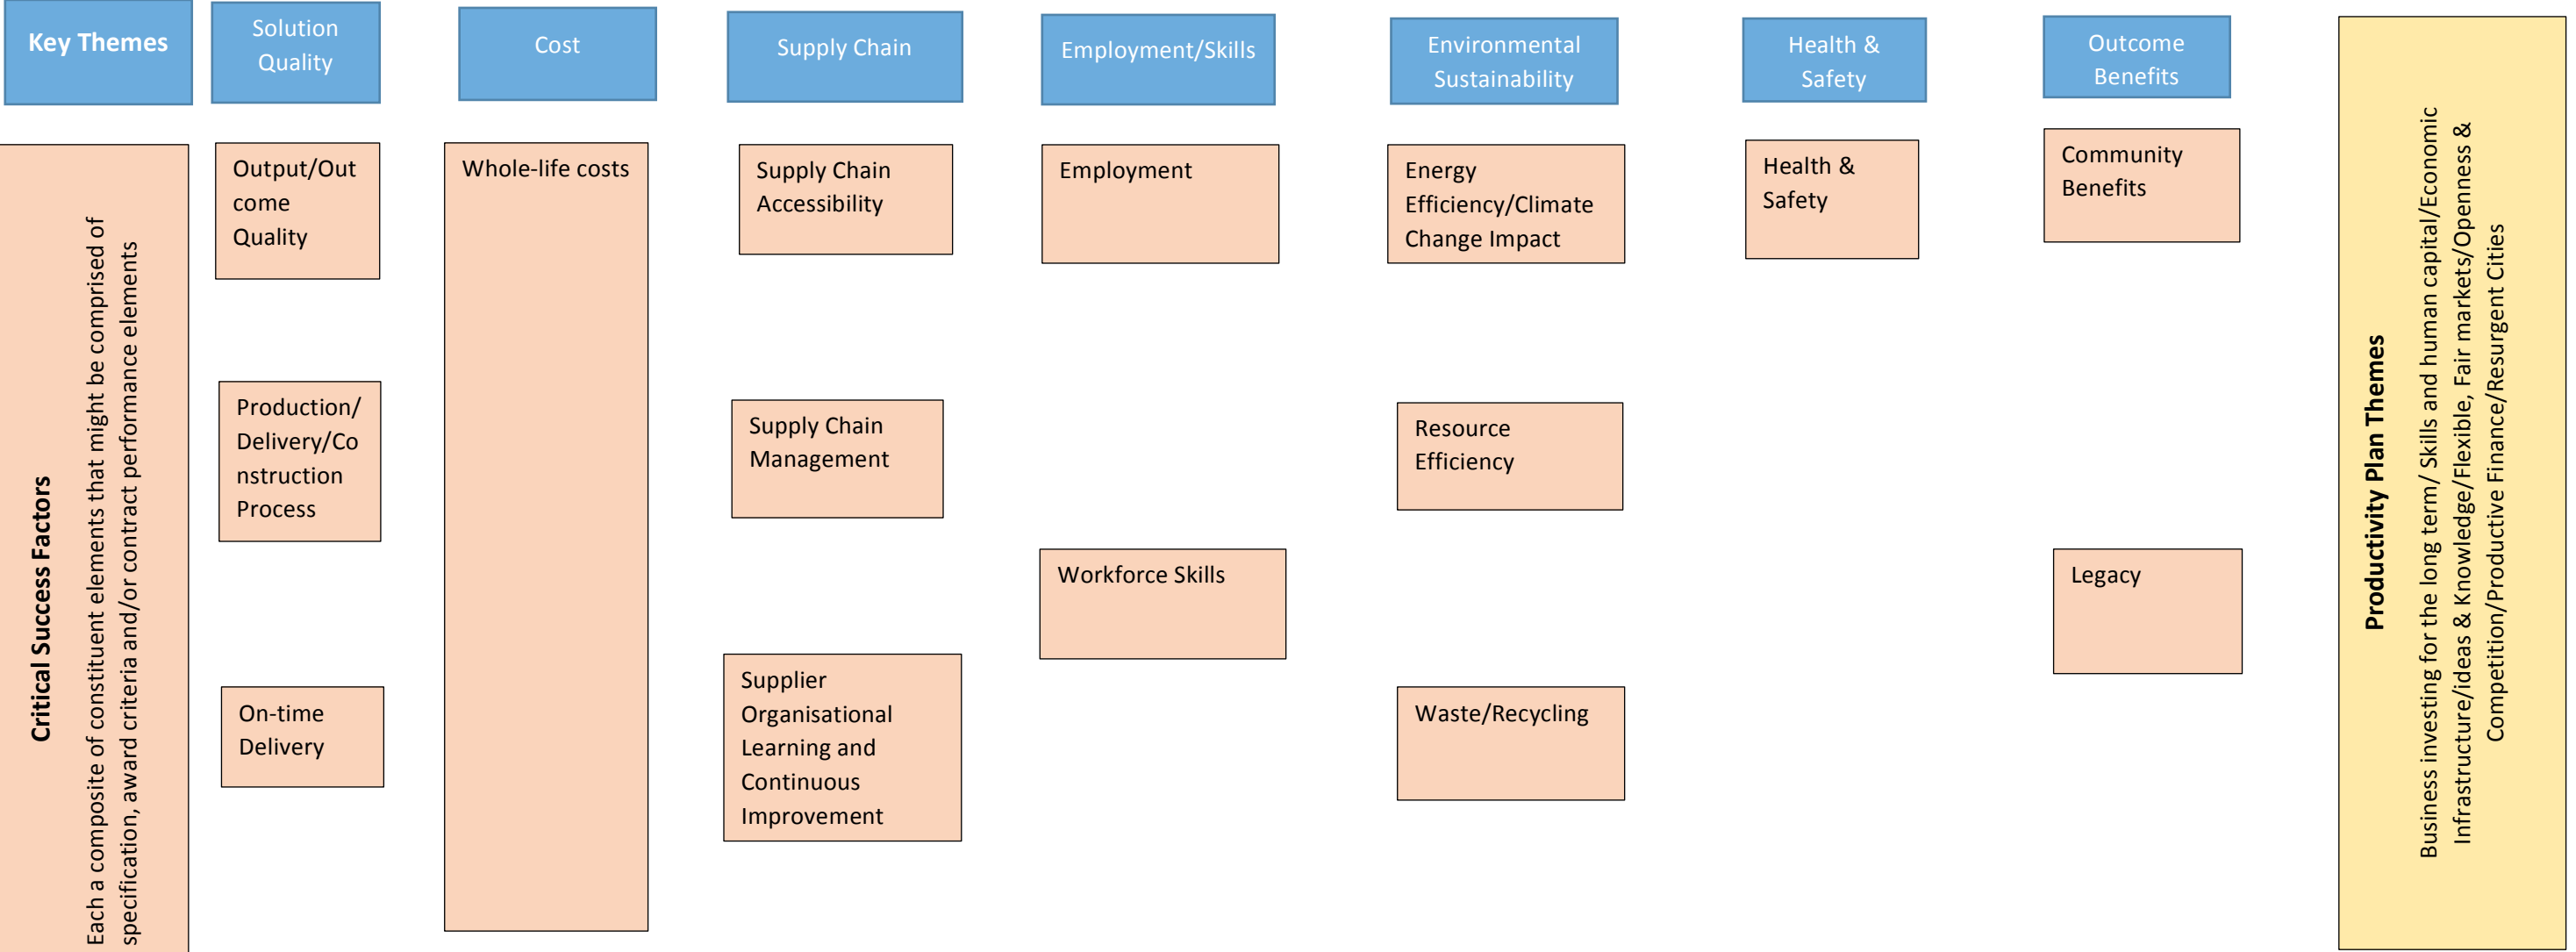 Key Themes
Solution
Quality
Cost
Supply Chain
Employment/Skills
Environmental
Sustainability
Health &
Safety
Outcome
Benefits
Critical Success Factors
Each a composite of constituent elements that might be comprised of
specification, award criteria and/or contract performance elements
Output/Out
come
Quality
Production/
Delivery/Co
nstruction
Process
On-time
Delivery
Whole-life costs
Supply Chain
Accessibility
Supply Chain
Management
Supplier
Organisational
Learning and
Continuous
Improvement
Employment
Workforce Skills
Energy
Efficiency/Climate
Change Impact
Resource
Efficiency
Waste/Recycling
Health &
Safety
Community
Benefits
Legacy
Productivity Plan Themes
Business investing for the long term/ Skills and human capital/Economic
Infrastructure/ideas & Knowledge/Flexible, Fair markets/Openness &
Competition/Productive Finance/Resurgent Cities